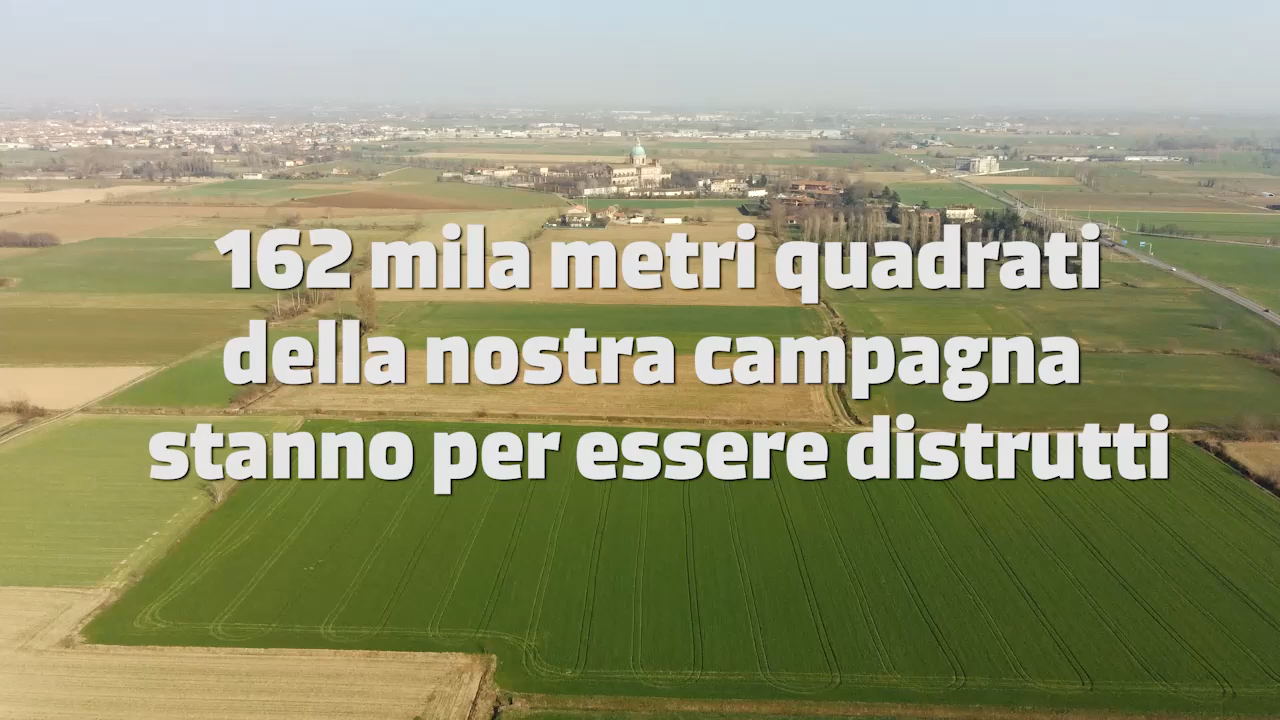 162 mila metri quadrati
della nostra campagna
stanno per essere distrutti